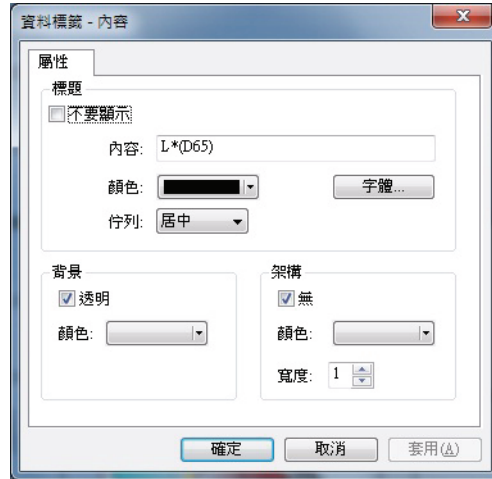 資料標籤 - 內容
屬性
標題
不要顯示
內容: L*(D65)
顏色: 字體...
佇列: 居中
背景
透明
顏色:
架構
無
顏色:
寬度: 1
確定 取消 套用(A)